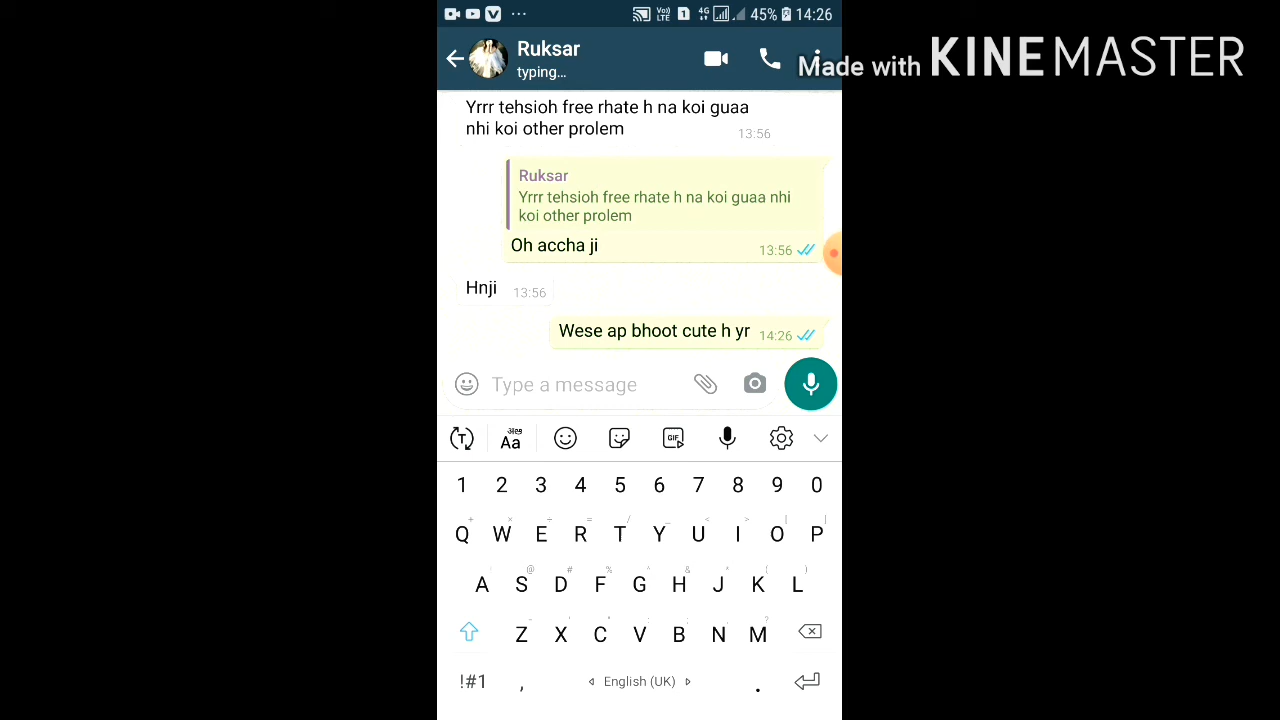 45% 14:26
Ruksar
typing...
Made with KINEMASTER
Yrrr tehsioh free rhate h na koi guaa
nhi koi other prolem
13:56
Ruksar
Yrrr tehsioh free rhate h na koi guaa nhi
koi other prolem
Oh accha ji 13:56
Hnji 13:56
Wese ap bhoot cute h yr 14:26
Type a message
1 2 3 4 5 6 7 8 9 0
Q W E R T Y U I O P
A S D F G H J K L
Z X C V B N M
!#1 , English (UK) .